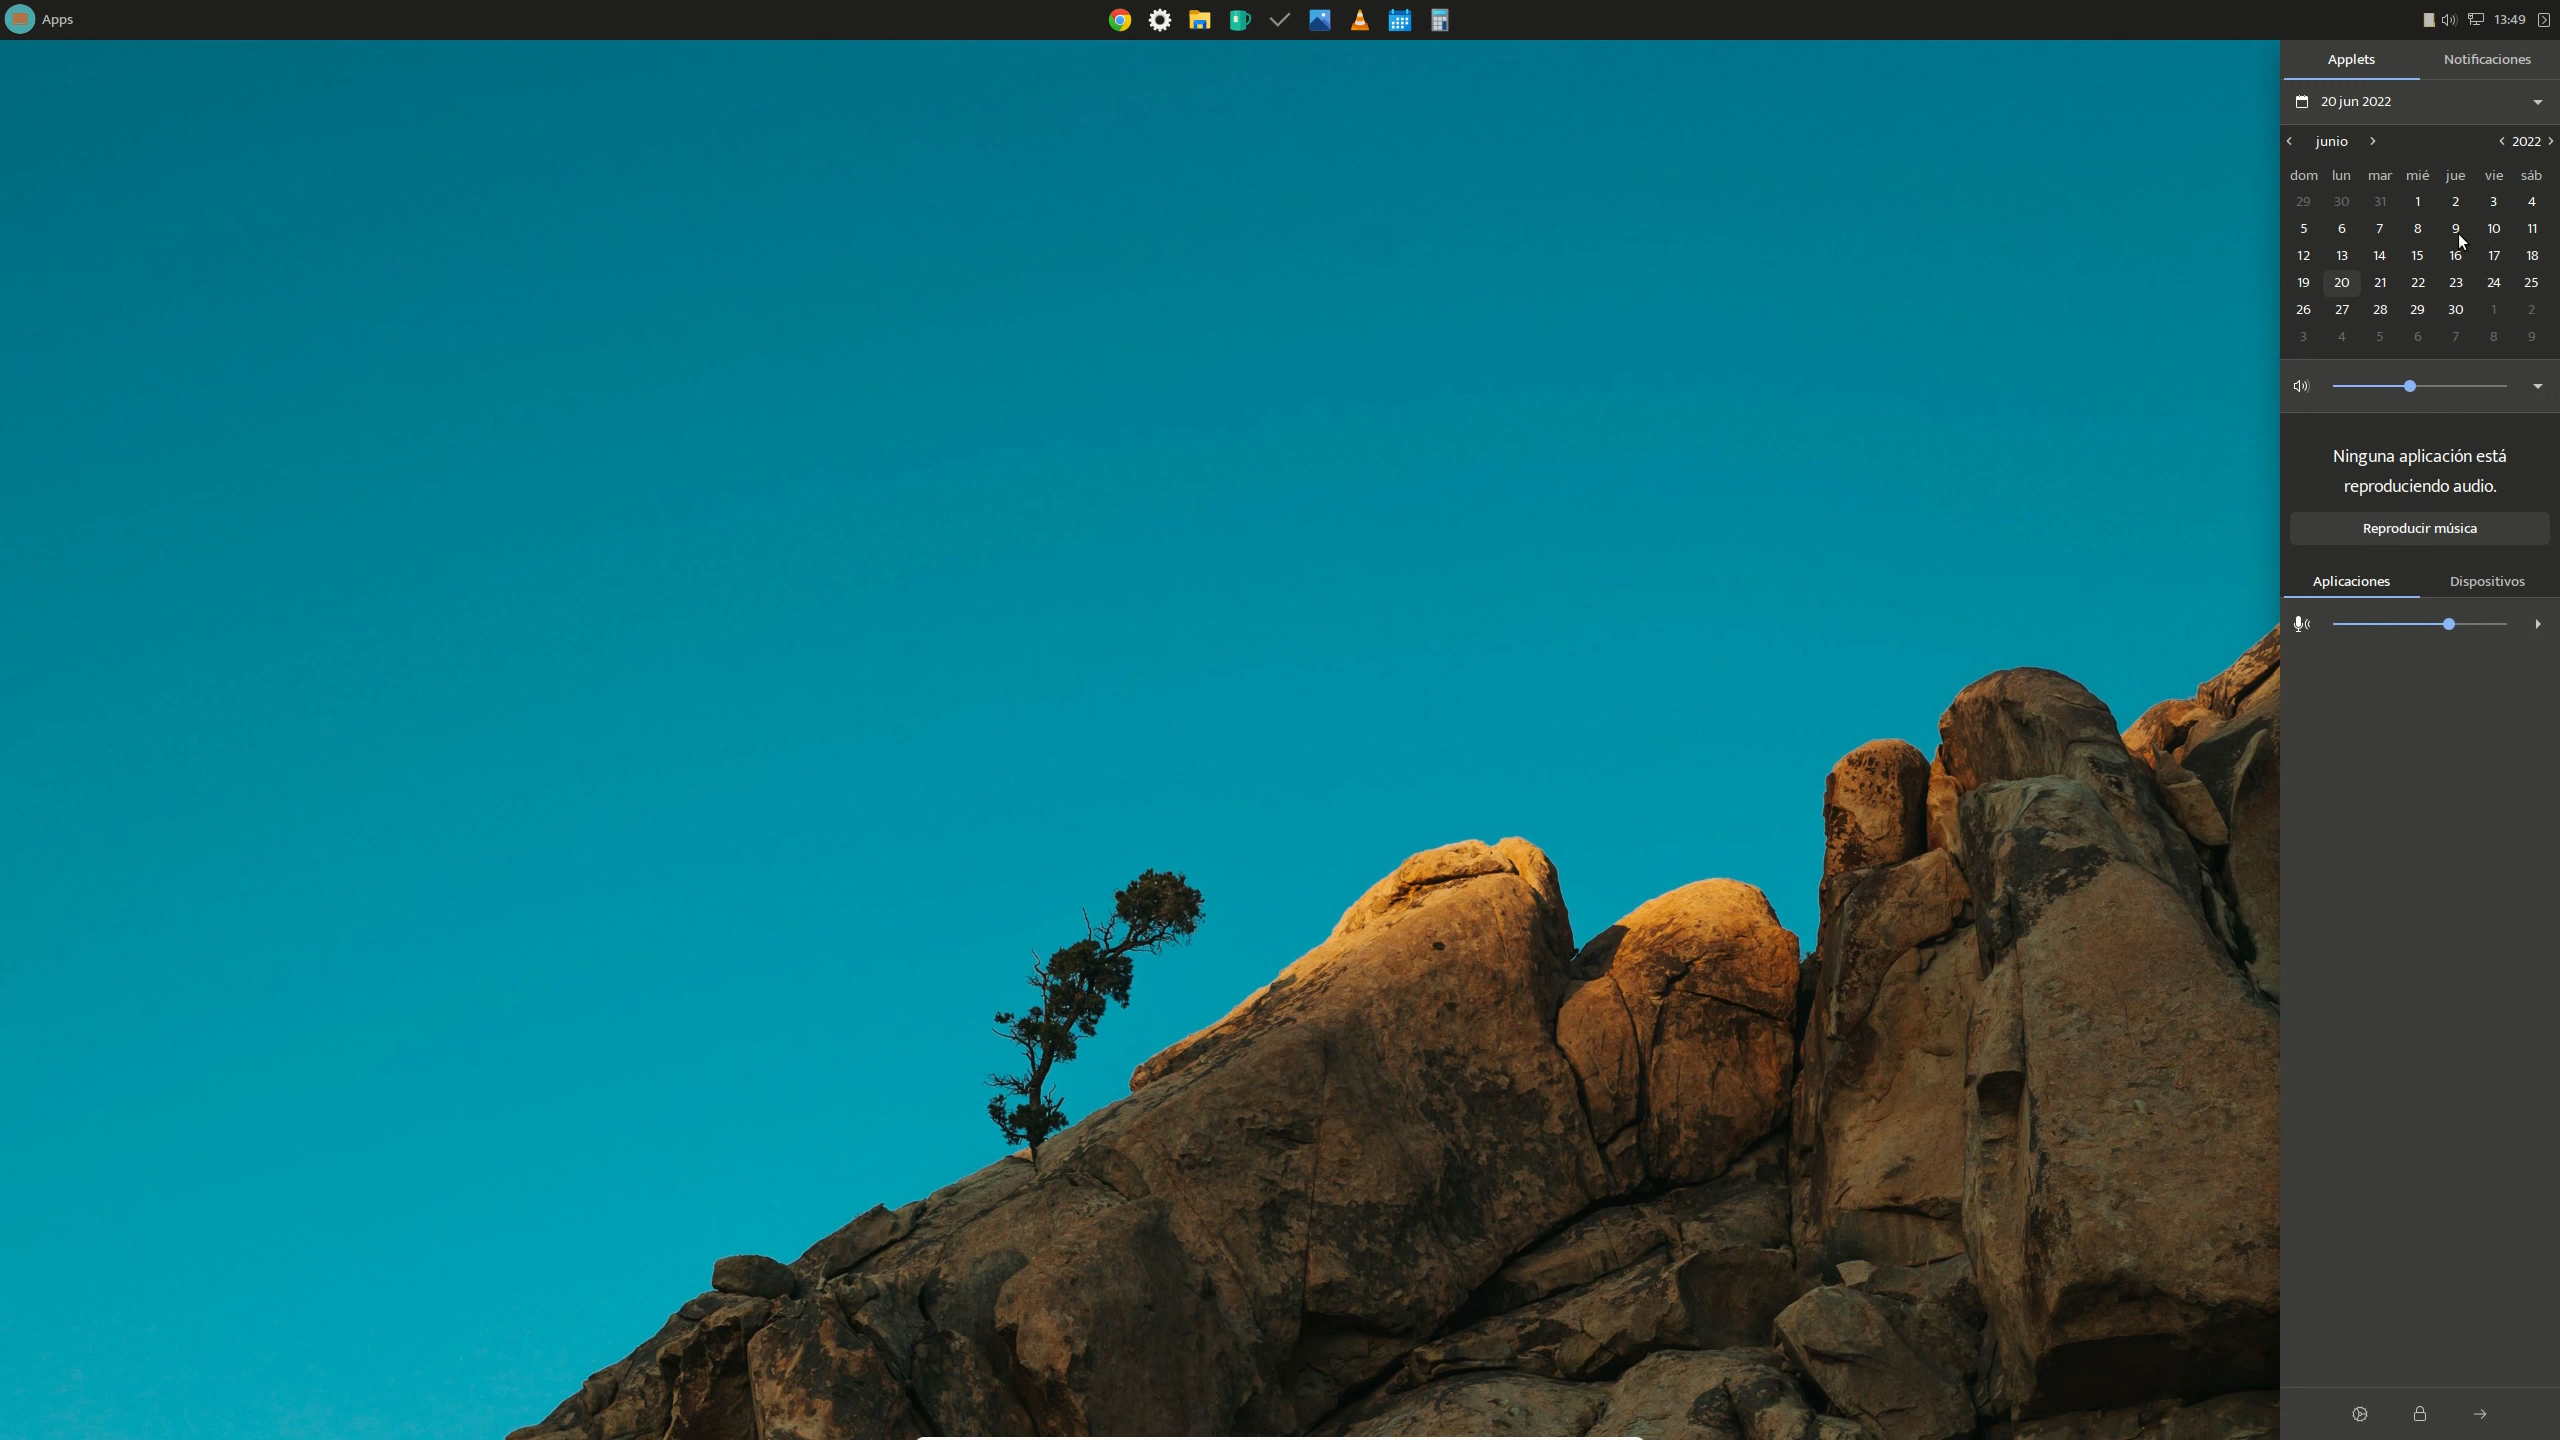 Apps
13:49
Applets Notificaciones
20 jun 2022
junio 2022
dom lun mar mié jue vie sáb
29 30 31 1 2 3 4
5 6 7 8 9 10 11
12 13 14 15 16 17 18
19 20 21 22 23 24 25
26 27 28 29 30 1 2
3 4 5 6 7 8 9
Ninguna aplicación está
reproduciendo audio.
Reproducir música
Aplicaciones Dispositivos